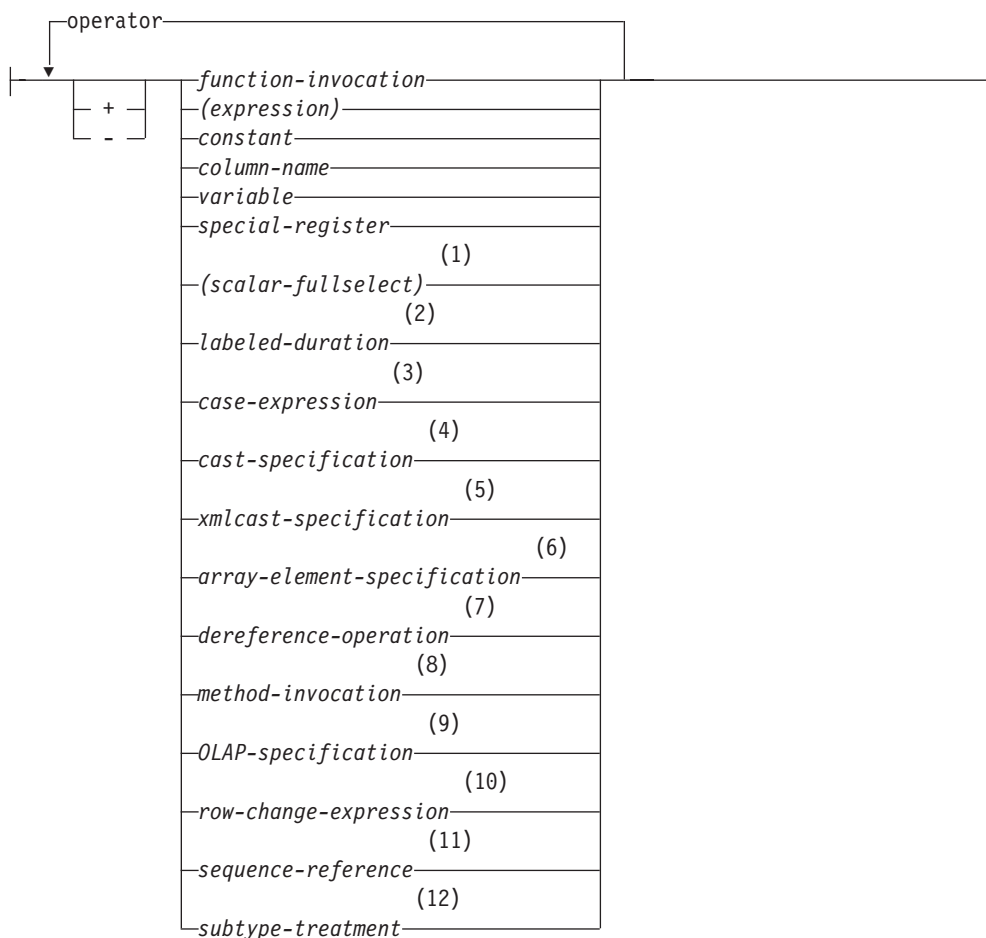 operator
function-invocation
+
(expression)
-
constant
column-name
variable
special-register
(1)
(scalar-fullselect)
(2)
labeled-duration
(3)
case-expression
(4)
cast-specification
(5)
xmlcast-specification
(6)
array-element-specification
(7)
dereference-operation
(8)
method-invocation
(9)
OLAP-specification
(10)
row-change-expression
(11)
sequence-reference
(12)
subtype-treatment